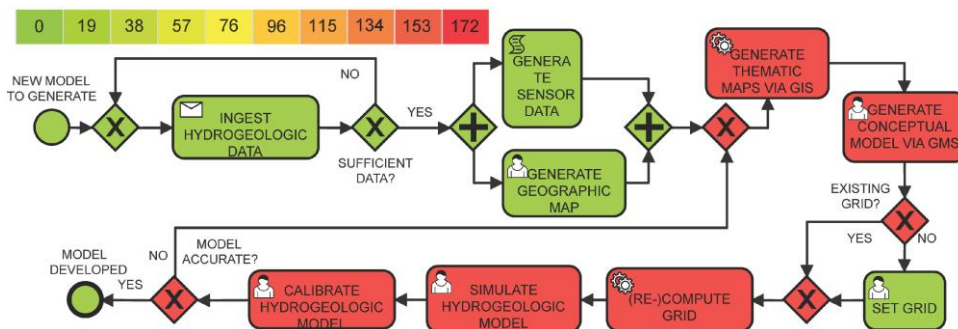 0 19 38 57 76 96 115 134 153 172
NEW MODEL
TO GENERATE
NO
INGEST
HYDROGEOLOGIC
DATA
X
X
YES
SUFFICIENT
DATA?
GENERA
TE
SENSOR
DATA
GENERATE
GEOGRAPHIC
MAP
X
GENERATE
THEMATIC
MAPS VIA GIS
GENERATE
CONCEPTUAL
MODEL VIA GMS
EXISTING
GRID?
X
YES
NO
SET GRID
X
(RE-)COMPUTE
GRID
SIMULATE
HYDROGEOLOGIC
MODEL
CALIBRATE
HYDROGEOLOGIC
MODEL
NO
MODEL
ACCURATE?
X
YES
MODEL
DEVELOPED